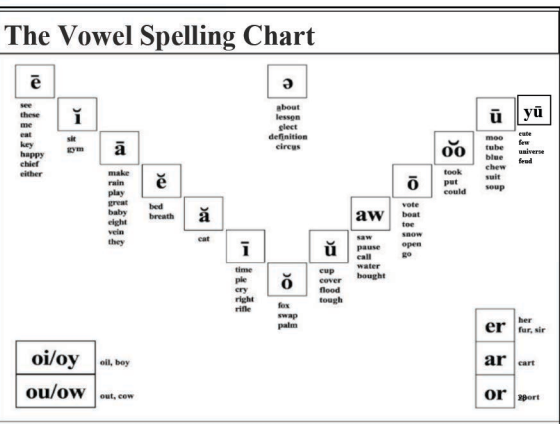 The Vowel Spelling Chart
ē
see
these
me
eat
key
happy
chief
either
ĭ
sit
gym
ā
make
rain
play
great
baby
eight
vein
they
ĕ
bed
breath
ă
cat
ī
time
pie
cry
right
rifle
ŏ
fox
swap
palm
ŭ
cup
cover
flood
tough
aw
saw
pause
call
water
bought
ō
vote
boat
toe
snow
open
go
o͝o
took
put
could
ū
moo
tube
blue
chew
suit
soup
yū
cute
few
universe
feud
ə
about
lesson
elect
definition
circus
oi/oy
oil, boy
ou/ow
out, cow
er
her
fur, sir
ar
cart
or